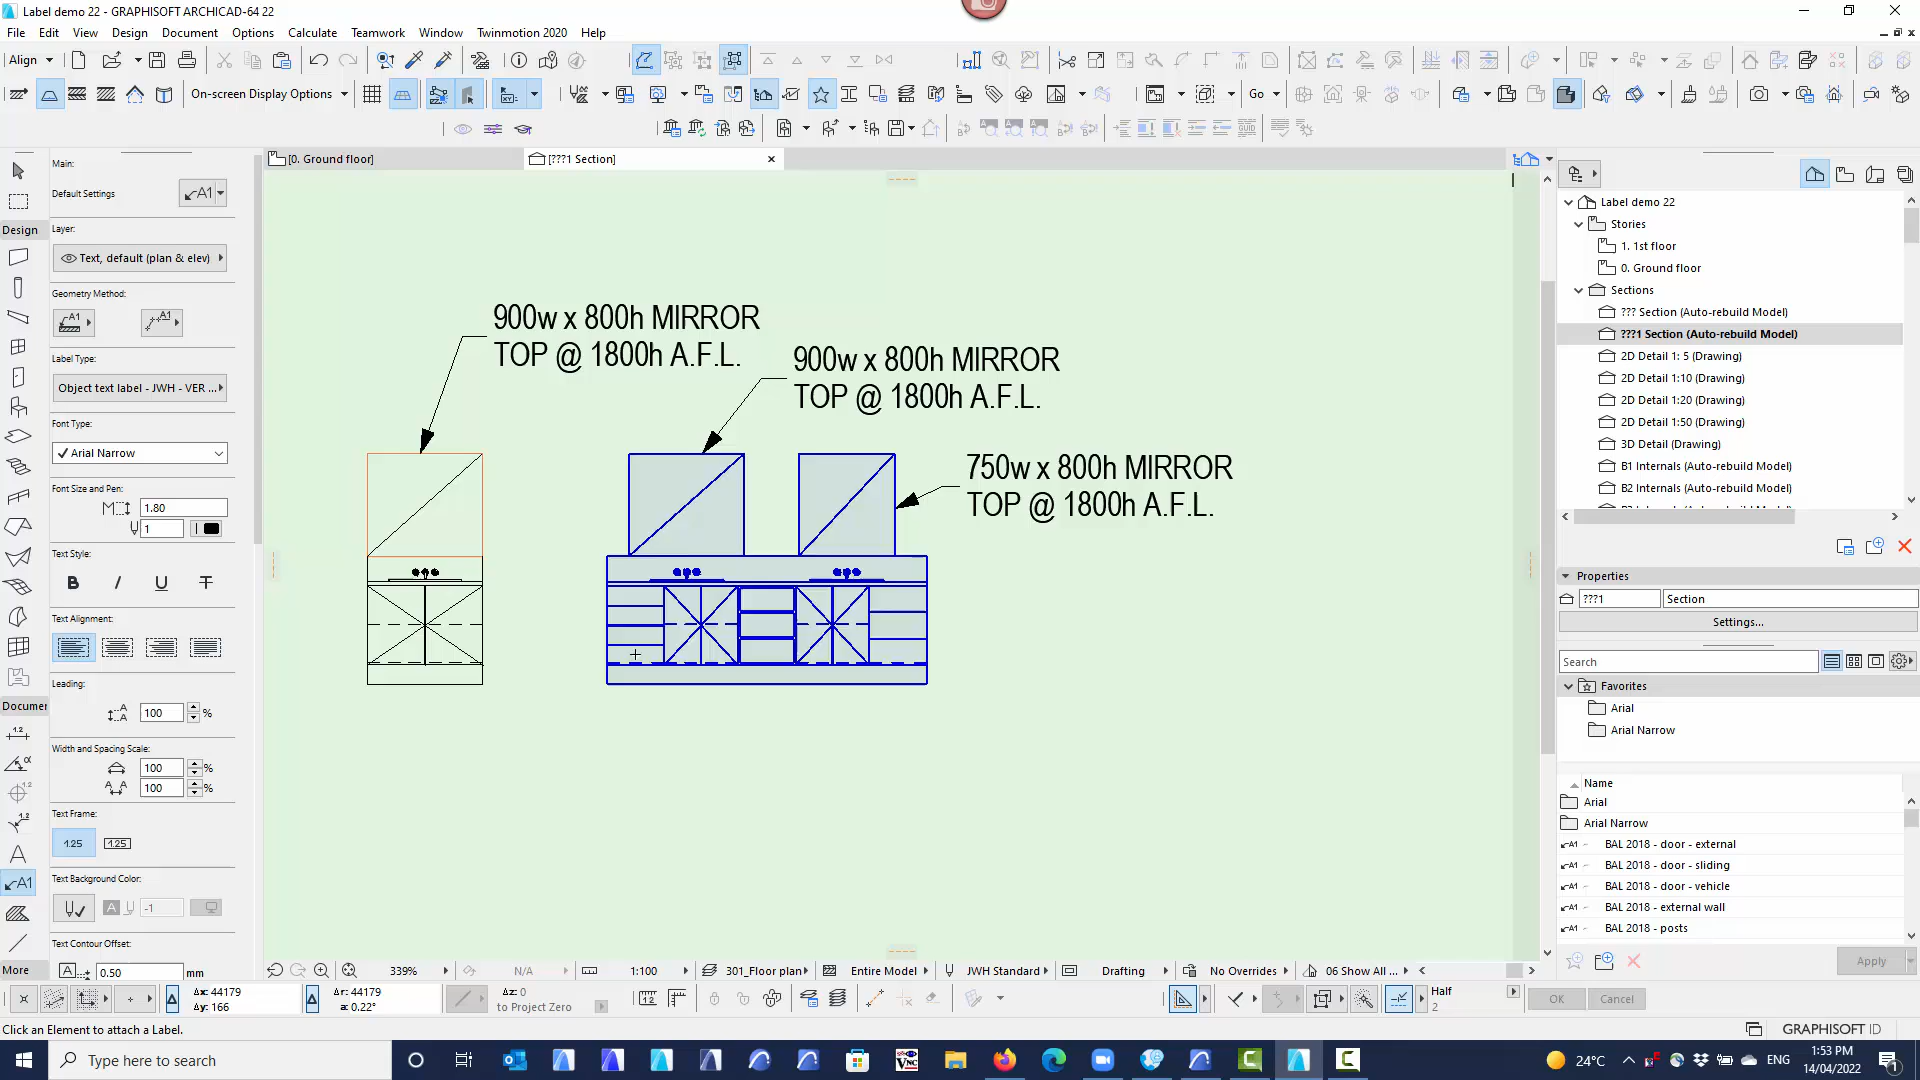 Label demo 22 - GRAPHISOFT ARCHICAD-64 22
File Edit View Design Document Options Calculate Teamwork Window Twinmotion 2020 Help
Align
On-screen Display Options
Go
GUID
[0. Ground floor]
[???1 Section]
Main:
Default Settings
A1
Layer:
Text, default (plan & elev)
Geometry Method:
A1
A1
Label Type:
Object text label - JWH - VER ...
Font Type:
Arial Narrow
Font Size and Pen:
1.80
1
Text Style:
B I U T
Text Alignment:
Leading:
100 %
Width and Spacing Scale:
100 %
100 %
Text Frame:
1.25 1.25
Text Background Color:
-1
Text Contour Offset:
0.50 mm
Design
Documen
More
900w x 800h MIRROR
TOP @ 1800h A.F.L.
900w x 800h MIRROR
TOP @ 1800h A.F.L.
750w x 800h MIRROR
TOP @ 1800h A.F.L.
Label demo 22
Stories
1. 1st floor
0. Ground floor
Sections
??? Section (Auto-rebuild Model)
???1 Section (Auto-rebuild Model)
2D Detail 1: 5 (Drawing)
2D Detail 1:10 (Drawing)
2D Detail 1:20 (Drawing)
2D Detail 1:50 (Drawing)
3D Detail (Drawing)
B1 Internals (Auto-rebuild Model)
B2 Internals (Auto-rebuild Model)
Properties
???1 Section
Settings...
Search
Favorites
Arial
Arial Narrow
Name
Arial
Arial Narrow
BAL 2018 - door - external
BAL 2018 - door - sliding
BAL 2018 - door - vehicle
BAL 2018 - external wall
BAL 2018 - posts
Apply
339% N/A 1:100 301_Floor plan Entire Model JWH Standard Drafting No Overrides 06 Show All ...
Δx: 44179
Δy: 166
Δr: 44179
a: 0.22°
Δz: 0
to Project Zero
Half
2
OK Cancel
Click an Element to attach a Label.
GRAPHISOFT ID
Type here to search
24°C
ENG
1:53 PM
14/04/2022